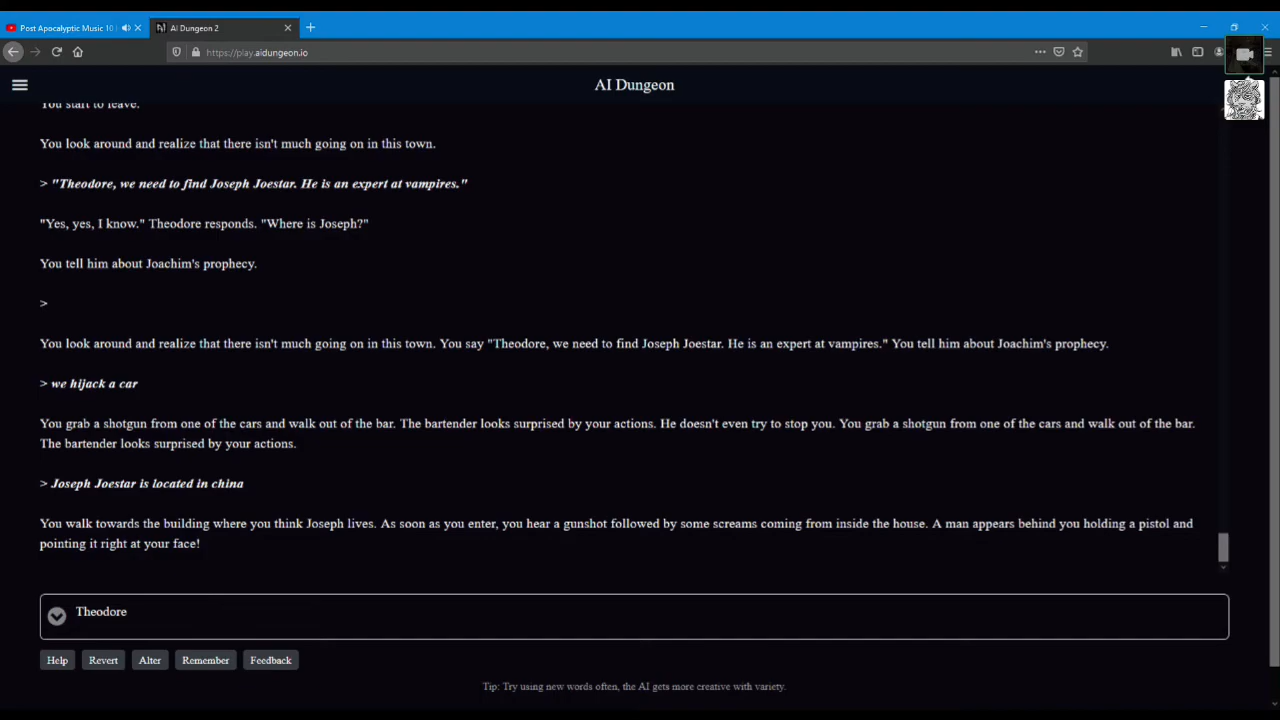 Post Apocalyptic Music 10
AI Dungeon 2
https://play.aidungeon.io
AI Dungeon
You start to leave.
You look around and realize that there isn't much going on in this town.
> "Theodore, we need to find Joseph Joestar. He is an expert at vampires."
"Yes, yes, I know." Theodore responds. "Where is Joseph?"
You tell him about Joachim's prophecy.
>
You look around and realize that there isn't much going on in this town. You say "Theodore, we need to find Joseph Joestar. He is an expert at vampires." You tell him about Joachim's prophecy.
> we hijack a car
You grab a shotgun from one of the cars and walk out of the bar. The bartender looks surprised by your actions. He doesn't even try to stop you. You grab a shotgun from one of the cars and walk out of the bar.
The bartender looks surprised by your actions.
> Joseph Joestar is located in china
You walk towards the building where you think Joseph lives. As soon as you enter, you hear a gunshot followed by some screams coming from inside the house. A man appears behind you holding a pistol and
pointing it right at your face!
Theodore
Help Revert Alter Remember Feedback
Tip: Try using new words often, the AI gets more creative with variety.